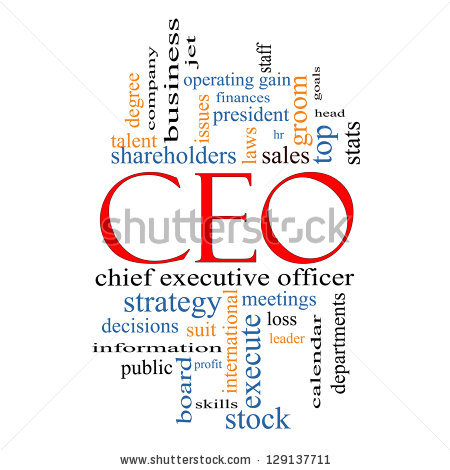 business
jet
staff
company
degree
operating gain
goals
issues
finances
groom
talent
president
head
laws
hr
top
stats
shareholders
sales
CEO
shutterstock
chief executive officer
strategy
international
meetings
departments
decisions
suit
execute
loss
calendar
leader
information
public
board
profit
skills
stock
www.shutterstock.com · 129137711